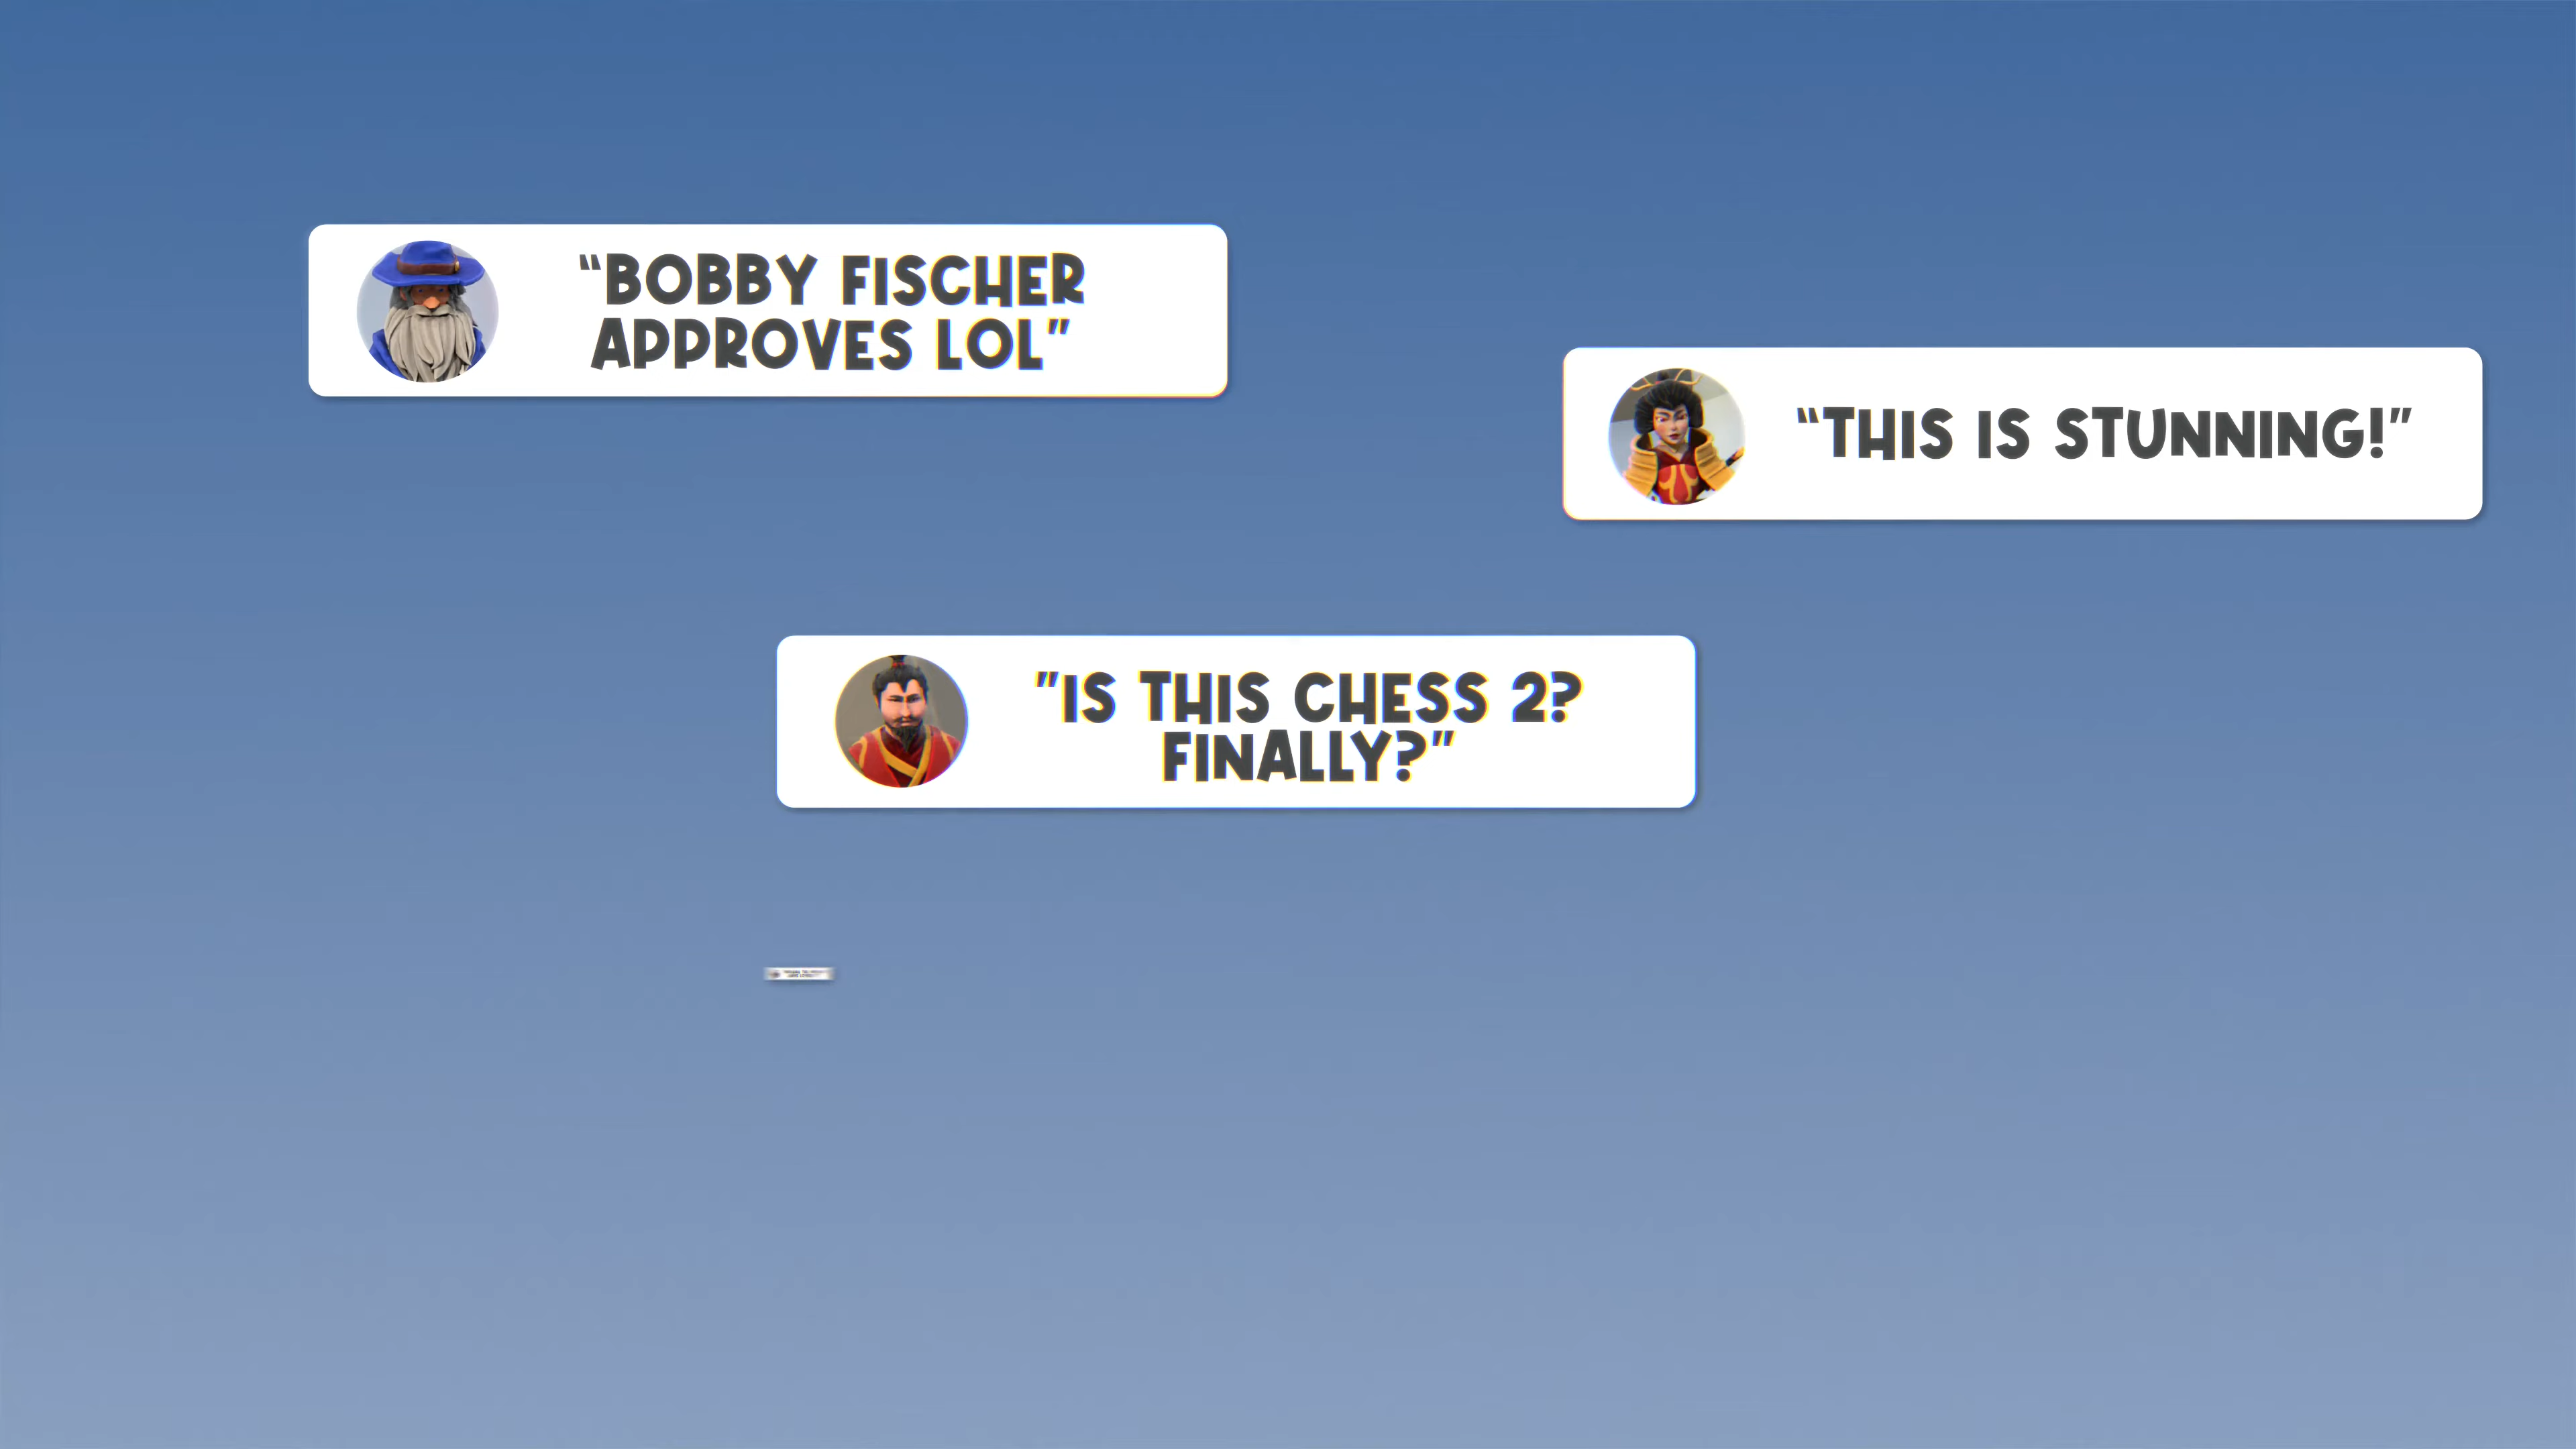 “BOBBY FISCHER
APPROVES LOL”
“THIS IS STUNNING!”
"IS THIS CHESS 2?
FINALLY?”